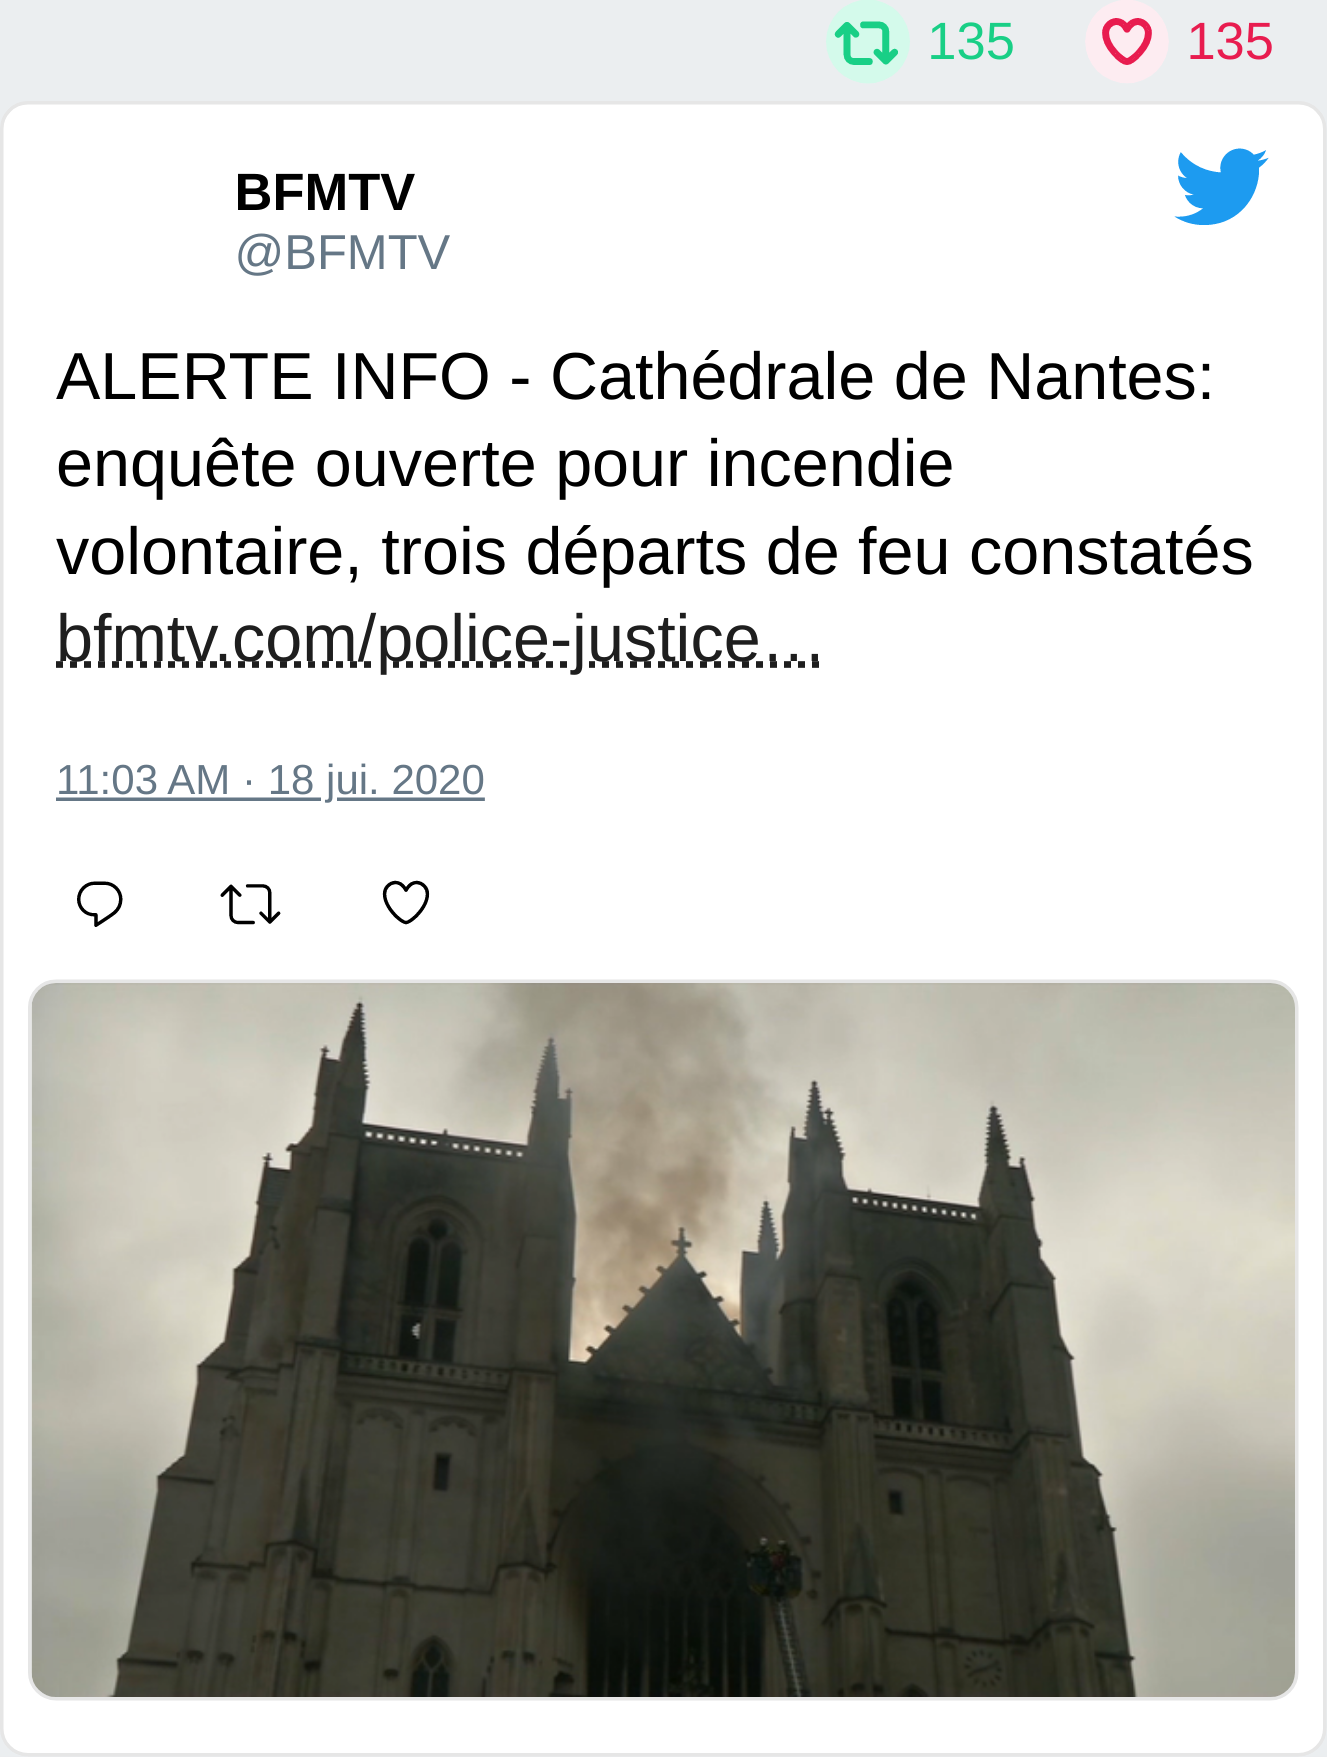 135 135
BFMTV
@BFMTV
ALERTE INFO - Cathédrale de Nantes:
enquête ouverte pour incendie
volontaire, trois départs de feu constatés
bfmtv.com/police-justice…
11:03 AM · 18 jui. 2020